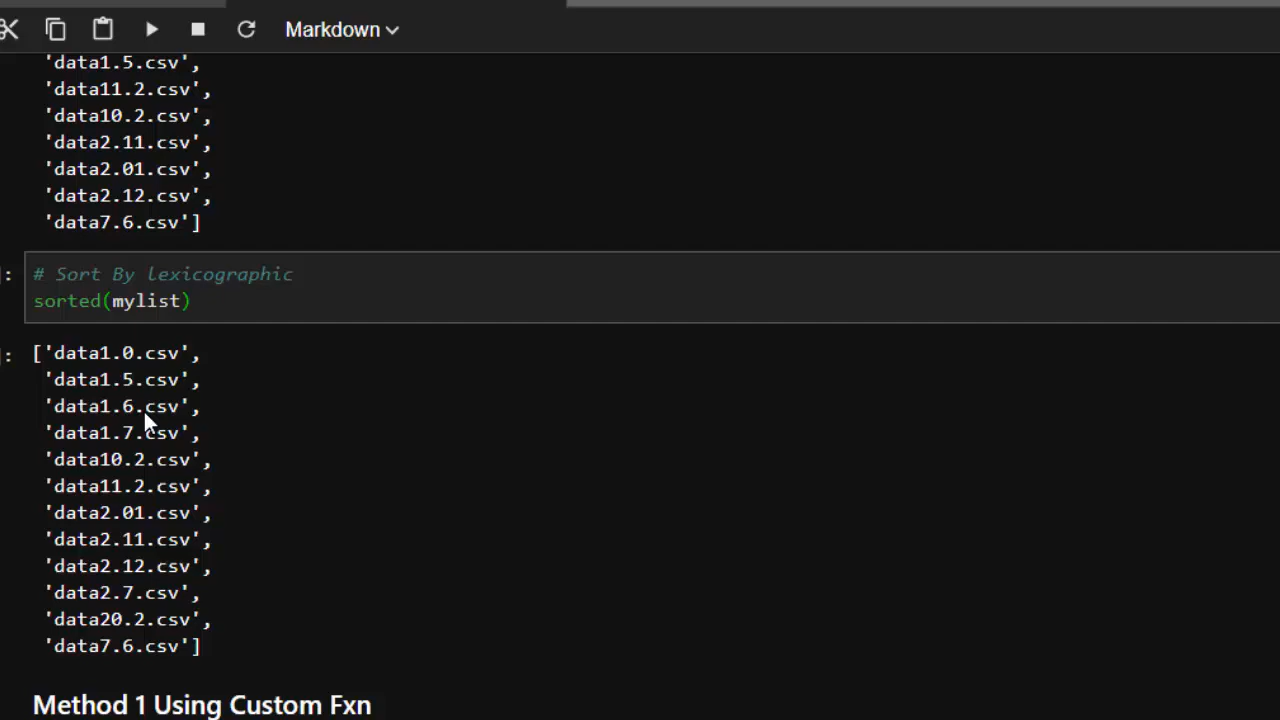 Markdown
'data1.5.csv',
'data11.2.csv',
'data10.2.csv',
'data2.11.csv',
'data2.01.csv',
'data2.12.csv',
'data7.6.csv']
]:
# Sort By lexicographic
sorted(mylist)
]:
['data1.0.csv',
'data1.5.csv',
'data1.6.csv',
'data1.7.csv',
'data10.2.csv',
'data11.2.csv',
'data2.01.csv',
'data2.11.csv',
'data2.12.csv',
'data2.7.csv',
'data20.2.csv',
'data7.6.csv']
Method 1 Using Custom Fxn